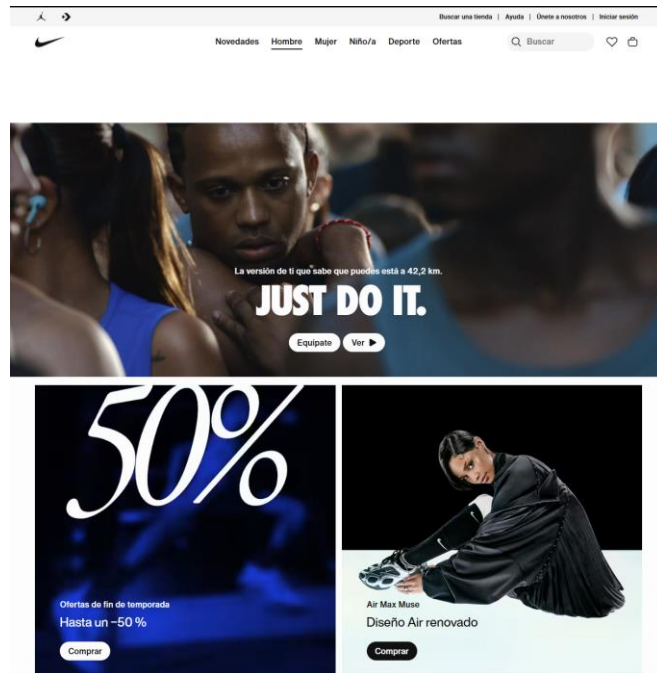 Buscar una tienda | Ayuda | Únete a nosotros | Iniciar sesión
Novedades Hombre Mujer Niño/a Deporte Ofertas Buscar
La versión de ti que sabe que puedes está a 42,2 km.
JUST DO IT.
Equípate Ver
50%
Ofertas de fin de temporada
Hasta un −50 %
Comprar
Air Max Muse
Diseño Air renovado
Comprar